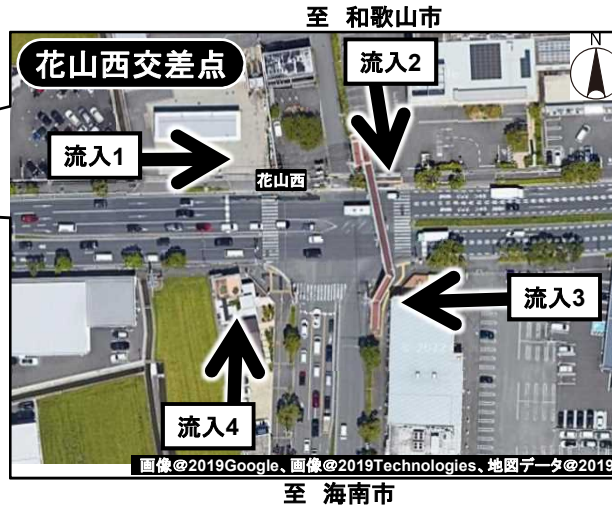 至 和歌山市
花山西交差点
流入2
N
流入1
花山西
流入3
流入4
画像@2019Google、画像@2019Technologies、地図データ@2019
至 海南市